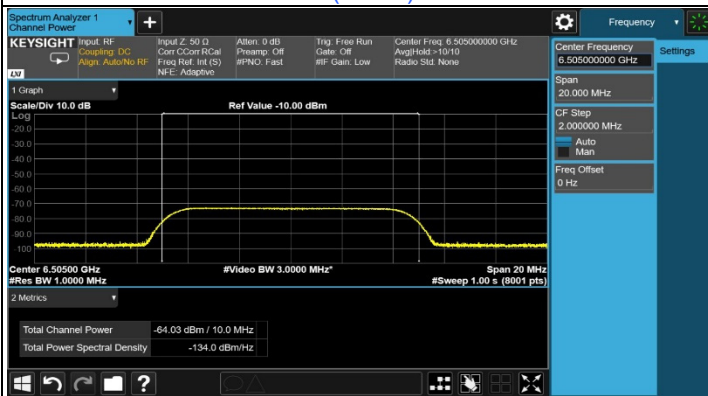 Spectrum Analyzer 1
Channel Power
Frequency
KEYSIGHT
Input: RF
Coupling: DC
Align: Auto/No RF
Input Z: 50 Ω
Corr CCorr RCal
Freq Ref: Int (S)
NFE: Adaptive
Atten: 0 dB
Preamp: Off
#PNO: Fast
Trig: Free Run
Gate: Off
#IF Gain: Low
Center Freq: 6.505000000 GHz
Avg|Hold:>10/10
Radio Std: None
LXI
Center Frequency
6.505000000 GHz
Settings
Span
20.000 MHz
CF Step
2.000000 MHz
Auto
Man
Freq Offset
0 Hz
1 Graph
Scale/Div 10.0 dB
Ref Value -10.00 dBm
Log
-20.0
-30.0
-40.0
-50.0
-60.0
-70.0
-80.0
-90.0
-100
Center 6.50500 GHz
#Video BW 3.0000 MHz*
Span 20 MHz
#Res BW 1.0000 MHz
#Sweep 1.00 s (8001 pts)
2 Metrics
Total Channel Power -64.03 dBm / 10.0 MHz
Total Power Spectral Density -134.0 dBm/Hz
?